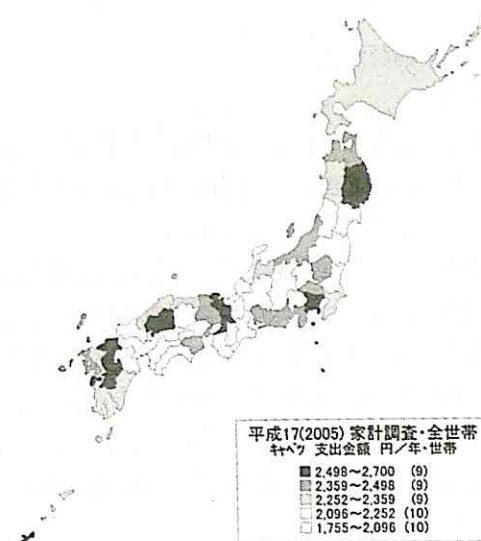 平成17(2005) 家計調査・全世帯
キャベツ 支出金額 円／年・世帯
2,498～2,700 (9)
2,359～2,498 (9)
2,252～2,359 (9)
2,096～2,252 (10)
1,755～2,096 (10)